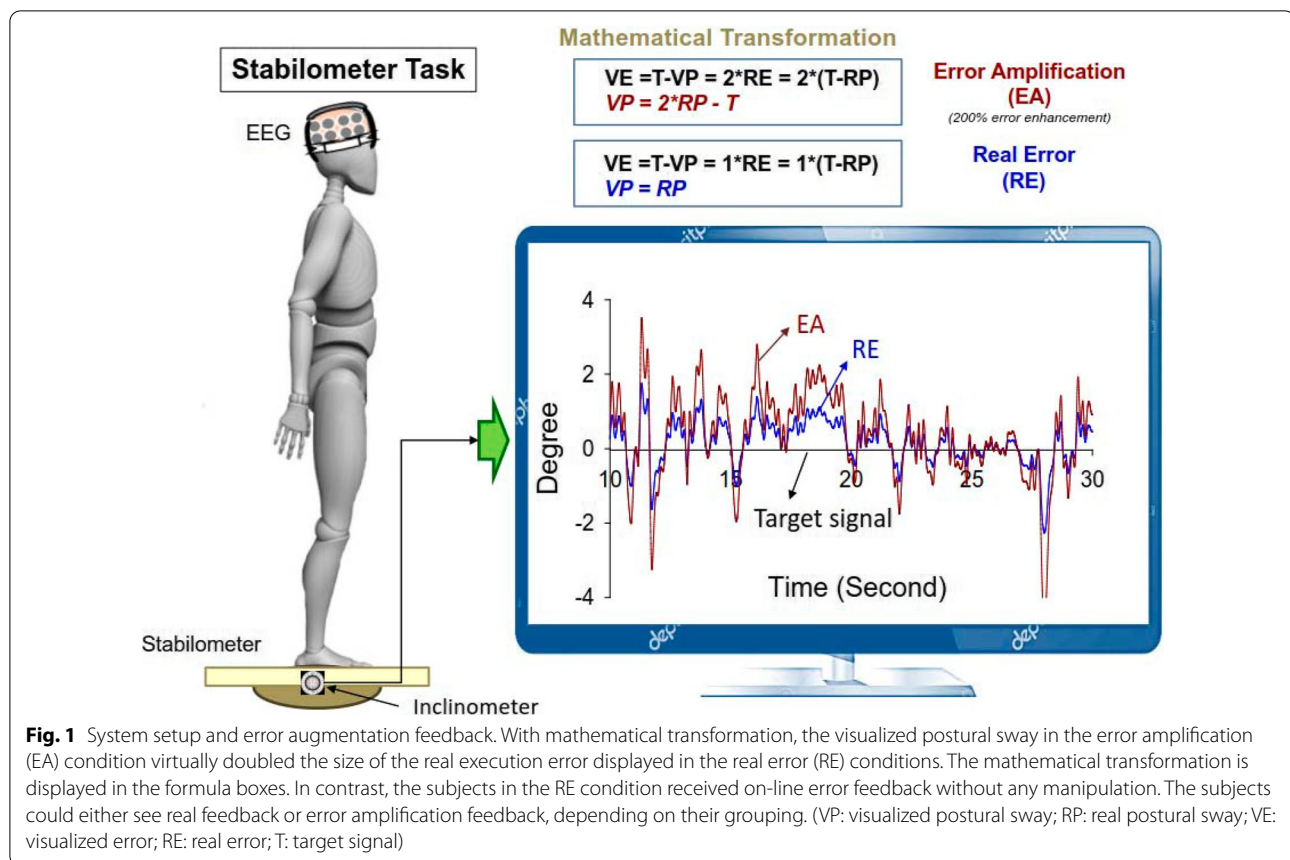 Mathematical Transformation
Stabilometer Task
VE =T-VP = 2*RE = 2*(T-RP)
VP = 2*RP - T
Error Amplification
(EA)
(200% error enhancement)
EEG
VE =T-VP = 1*RE = 1*(T-RP)
VP = RP
Real Error
(RE)
4
EA
RE
2
Degree
0
10
15
20
25
30
Target signal
-2
Time (Second)
-4
Stabilometer
Inclinometer
Fig. 1 System setup and error augmentation feedback. With mathematical transformation, the visualized postural sway in the error amplification
(EA) condition virtually doubled the size of the real execution error displayed in the real error (RE) conditions. The mathematical transformation is
displayed in the formula boxes. In contrast, the subjects in the RE condition received on-line error feedback without any manipulation. The subjects
could either see real feedback or error amplification feedback, depending on their grouping. (VP: visualized postural sway; RP: real postural sway; VE:
visualized error; RE: real error; T: target signal)